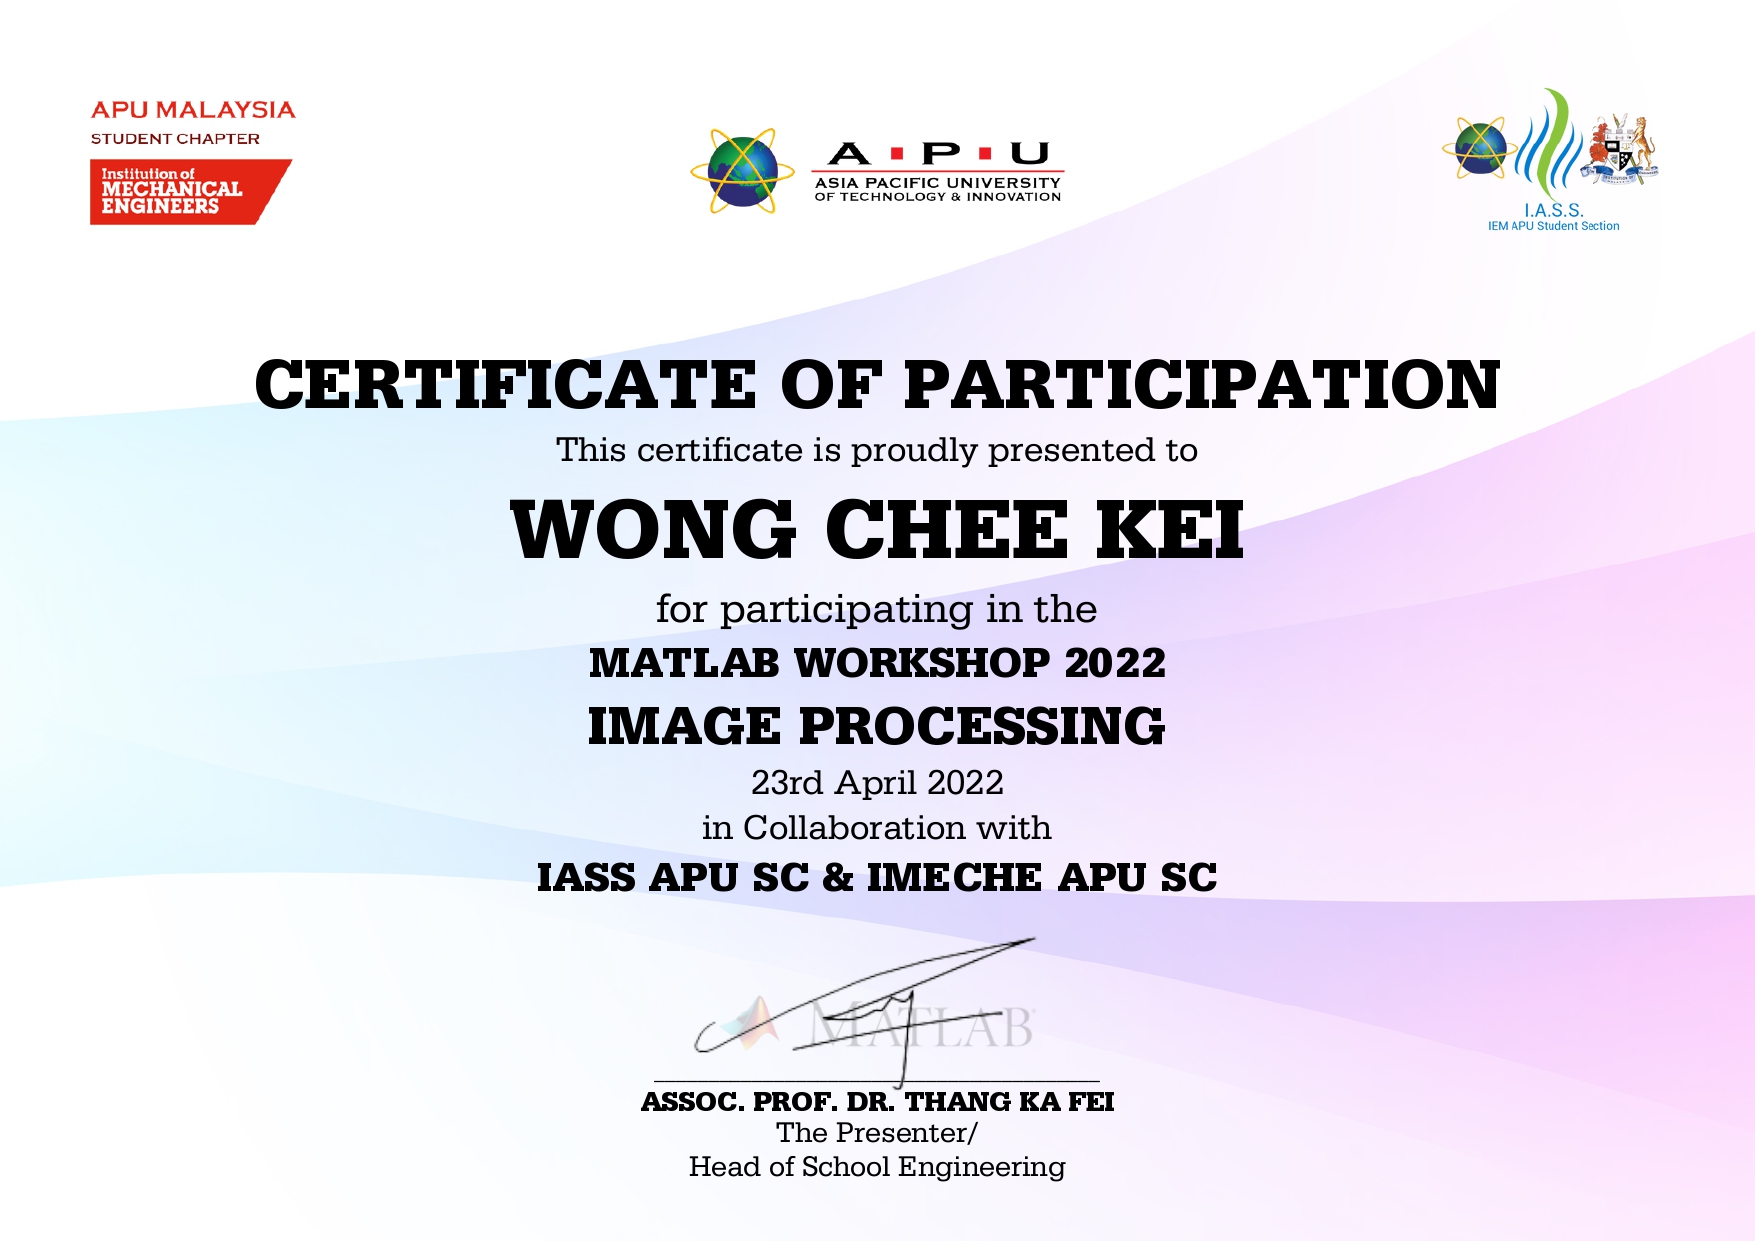 APU MALAYSIA
STUDENT CHAPTER
Institution of
MECHANICAL
ENGINEERS
A·P·U
ASIA PACIFIC UNIVERSITY
OF TECHNOLOGY & INNOVATION
I.A.S.S.
IEM APU Student Section
CERTIFICATE OF PARTICIPATION
This certificate is proudly presented to
WONG CHEE KEI
for participating in the
MATLAB WORKSHOP 2022
IMAGE PROCESSING
23rd April 2022
in Collaboration with
IASS APU SC & IMECHE APU SC
MATLAB
ASSOC. PROF. DR. THANG KA FEI
The Presenter/
Head of School Engineering